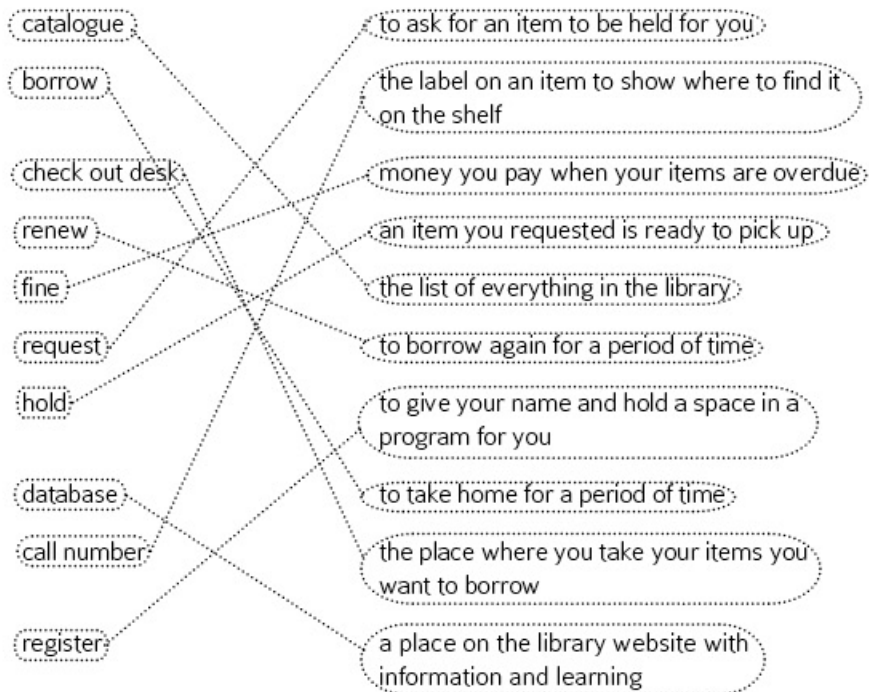 catalogue
borrow
check out desk
renew
fine
request
hold
database
call number
register
to ask for an item to be held for you
the label on an item to show where to find it
on the shelf
money you pay when your items are overdue
an item you requested is ready to pick up
the list of everything in the library
to borrow again for a period of time
to give your name and hold a space in a
program for you
to take home for a period of time
the place where you take your items you
want to borrow
a place on the library website with
information and learning